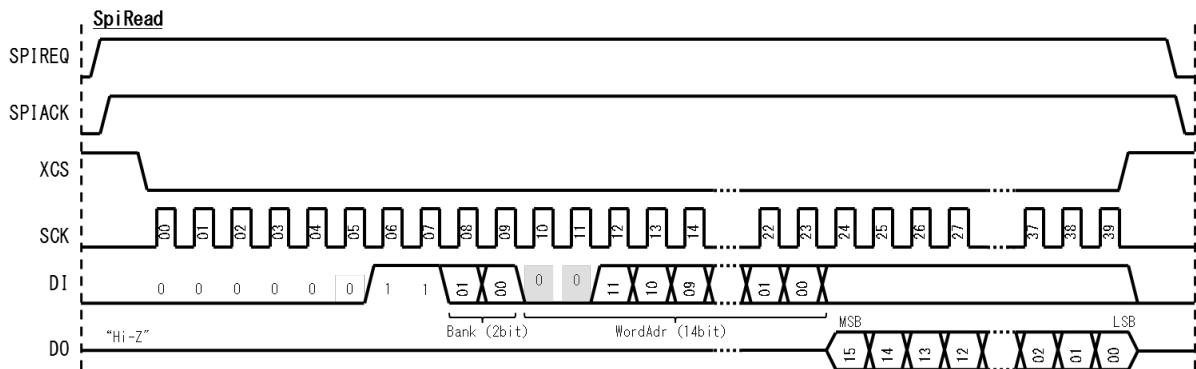 SpiRead
SPIREQ
SPIACK
XCS
SCK 00 01 02 03 04 05 06 07 08 09 10 11 12 13 14 22 23 24 25 26 27 37 38 39
DI 0 0 0 0 0 0 1 1 01 00 0 0 11 10 09 01 00
Bank (2bit) WordAdr (14bit) MSB LSB
"Hi-Z"
DO 15 14 13 12 02 01 00